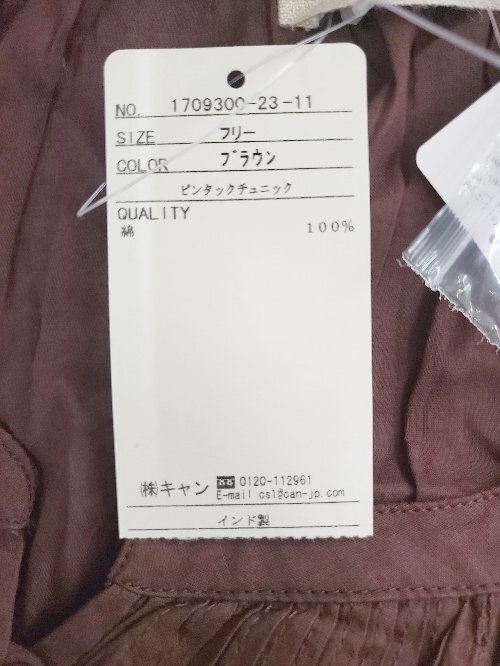 NO. 1709300-23-11
SIZE フリー
COLOR ブラウン
ピンタックチュニック
QUALITY
綿 100%
㈱キャン 0120-112961
E-mail cs1@can-jp.com
インド製